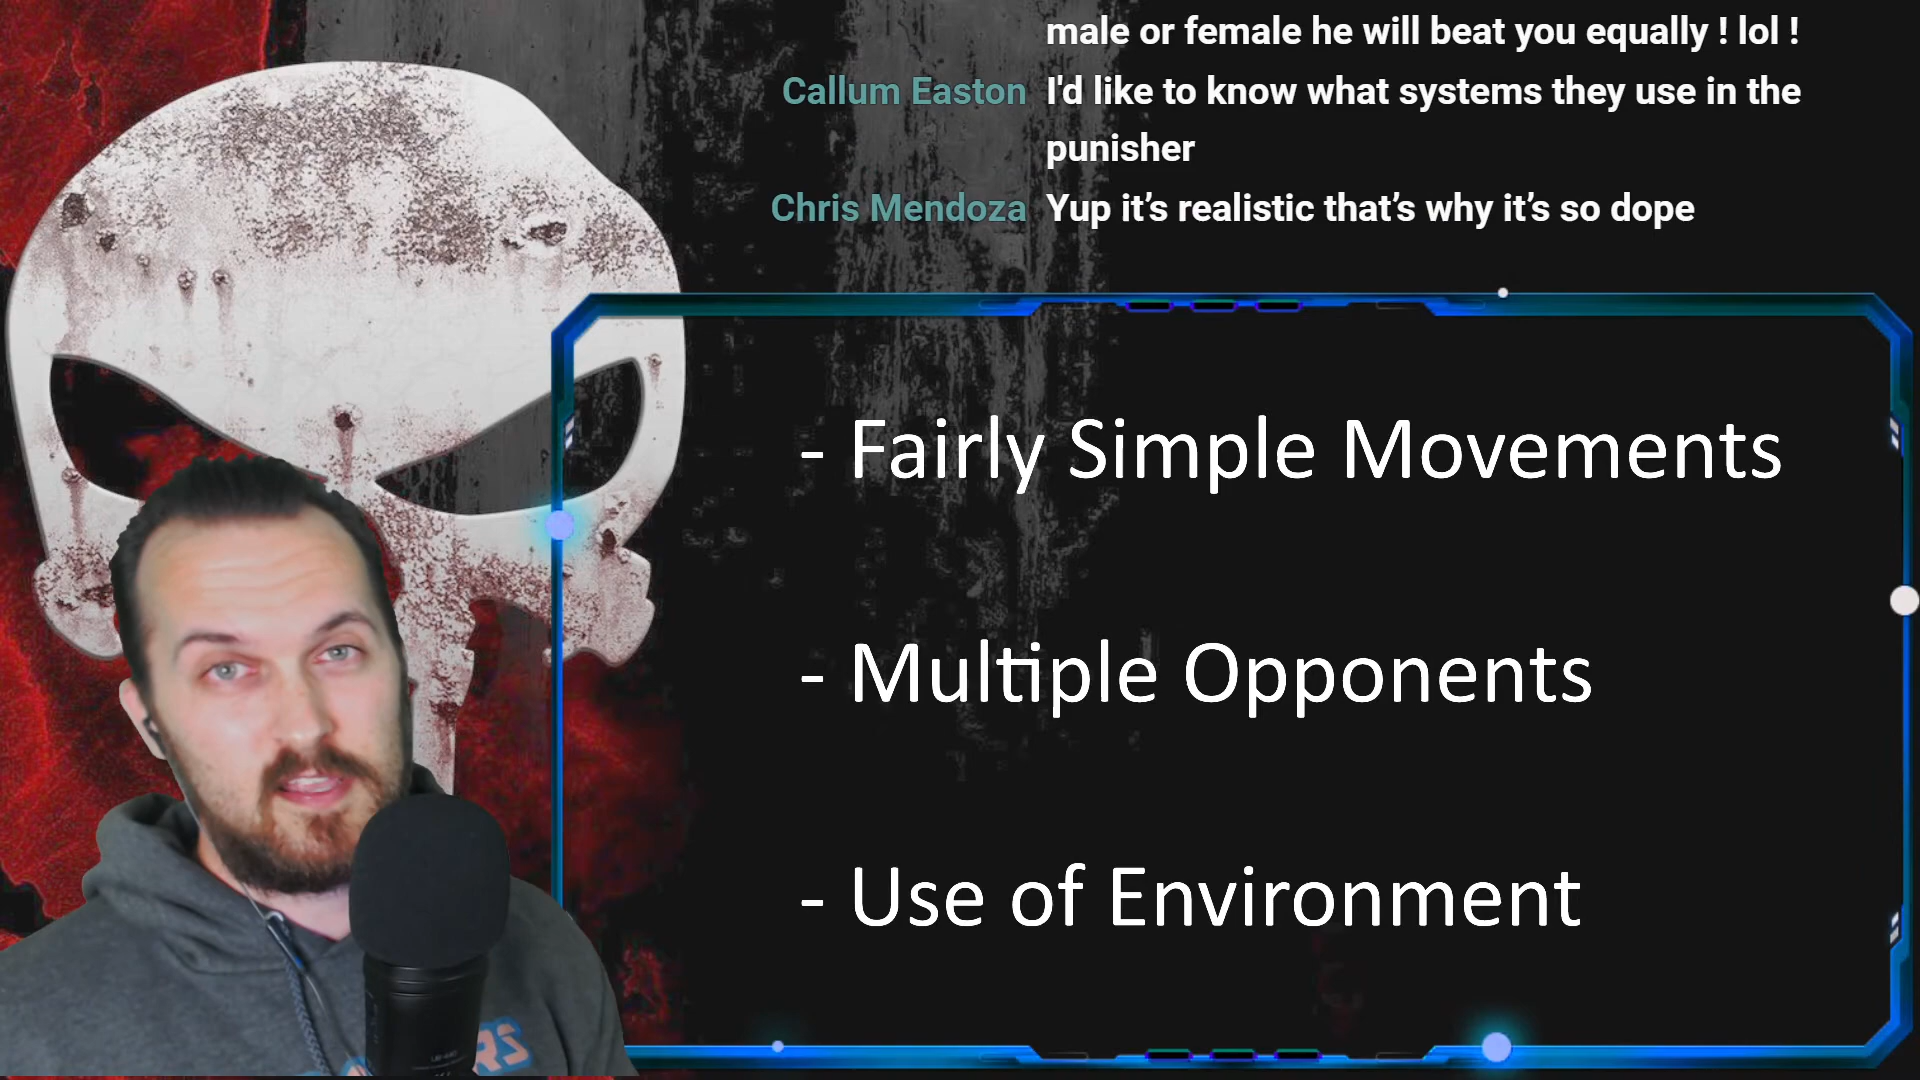 male or female he will beat you equally ! lol !
Callum Easton I'd like to know what systems they use in the
punisher
Chris Mendoza Yup it’s realistic that’s why it’s so dope
- Fairly Simple Movements
- Multiple Opponents
- Use of Environment